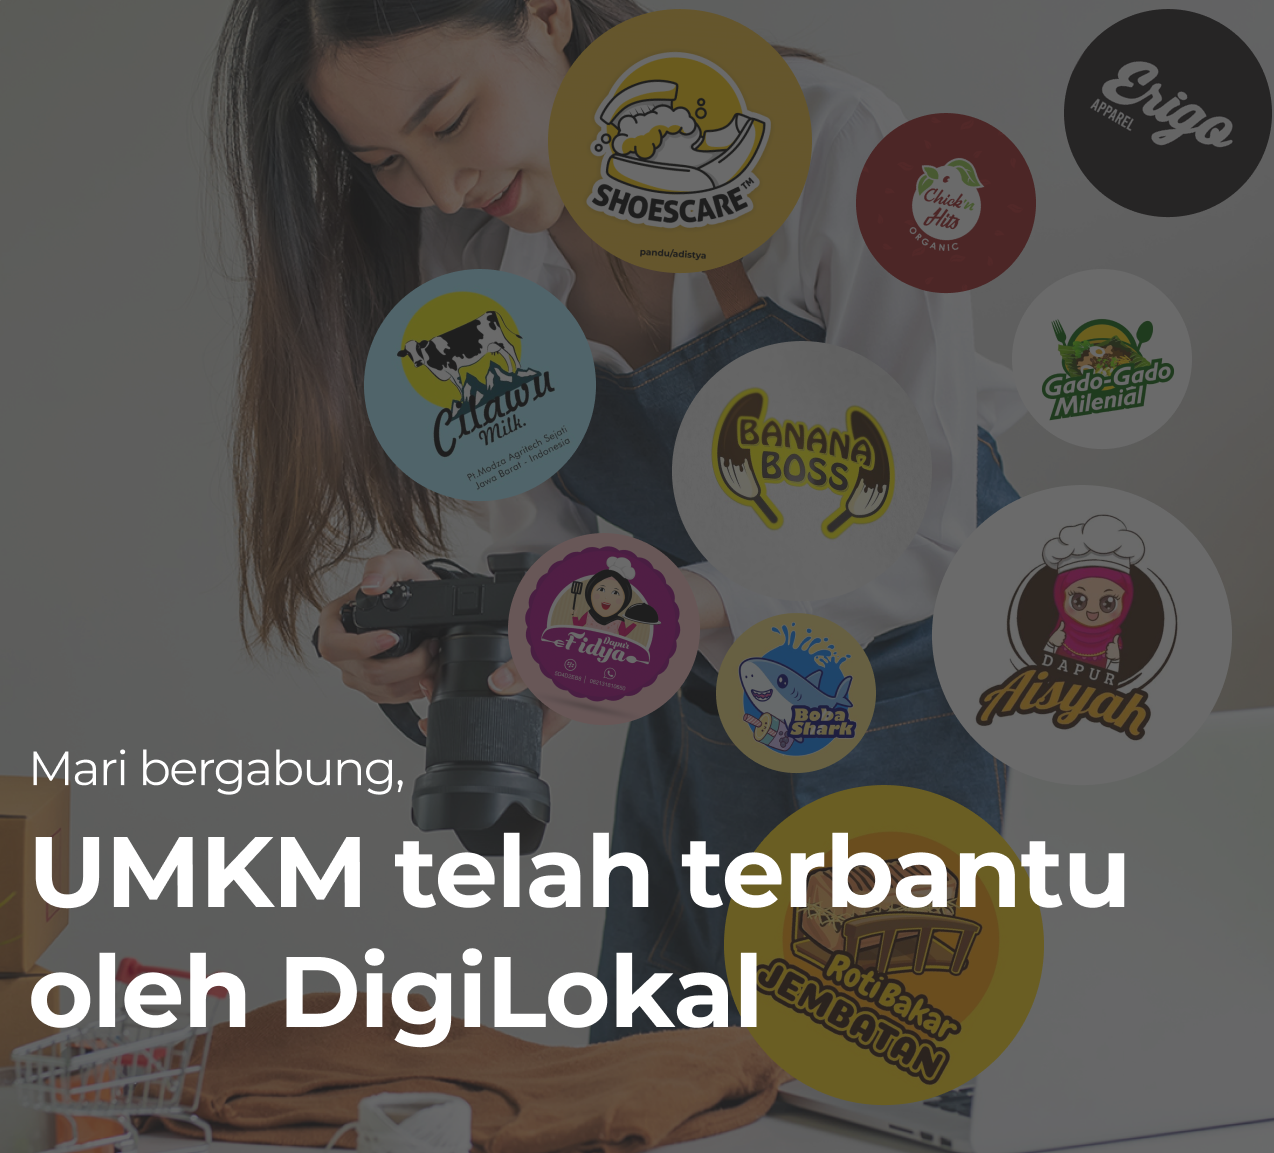 SHOESCARE™
pandu/adistya
Erigo
APPAREL
Chick'n
Hits
ORGANIC
Cilawu
Milk.
Pt.Modza Agritech Sejati
Jawa Barat - Indonesia
Gado-Gado
Milenial
BANANA
BOSS
Dapur
Fidya
Boba
Shark
DAPUR
Aisyah
Mari bergabung,
UMKM telah terbantu
oleh DigiLokal
Roti Bakar
JEMBATAN